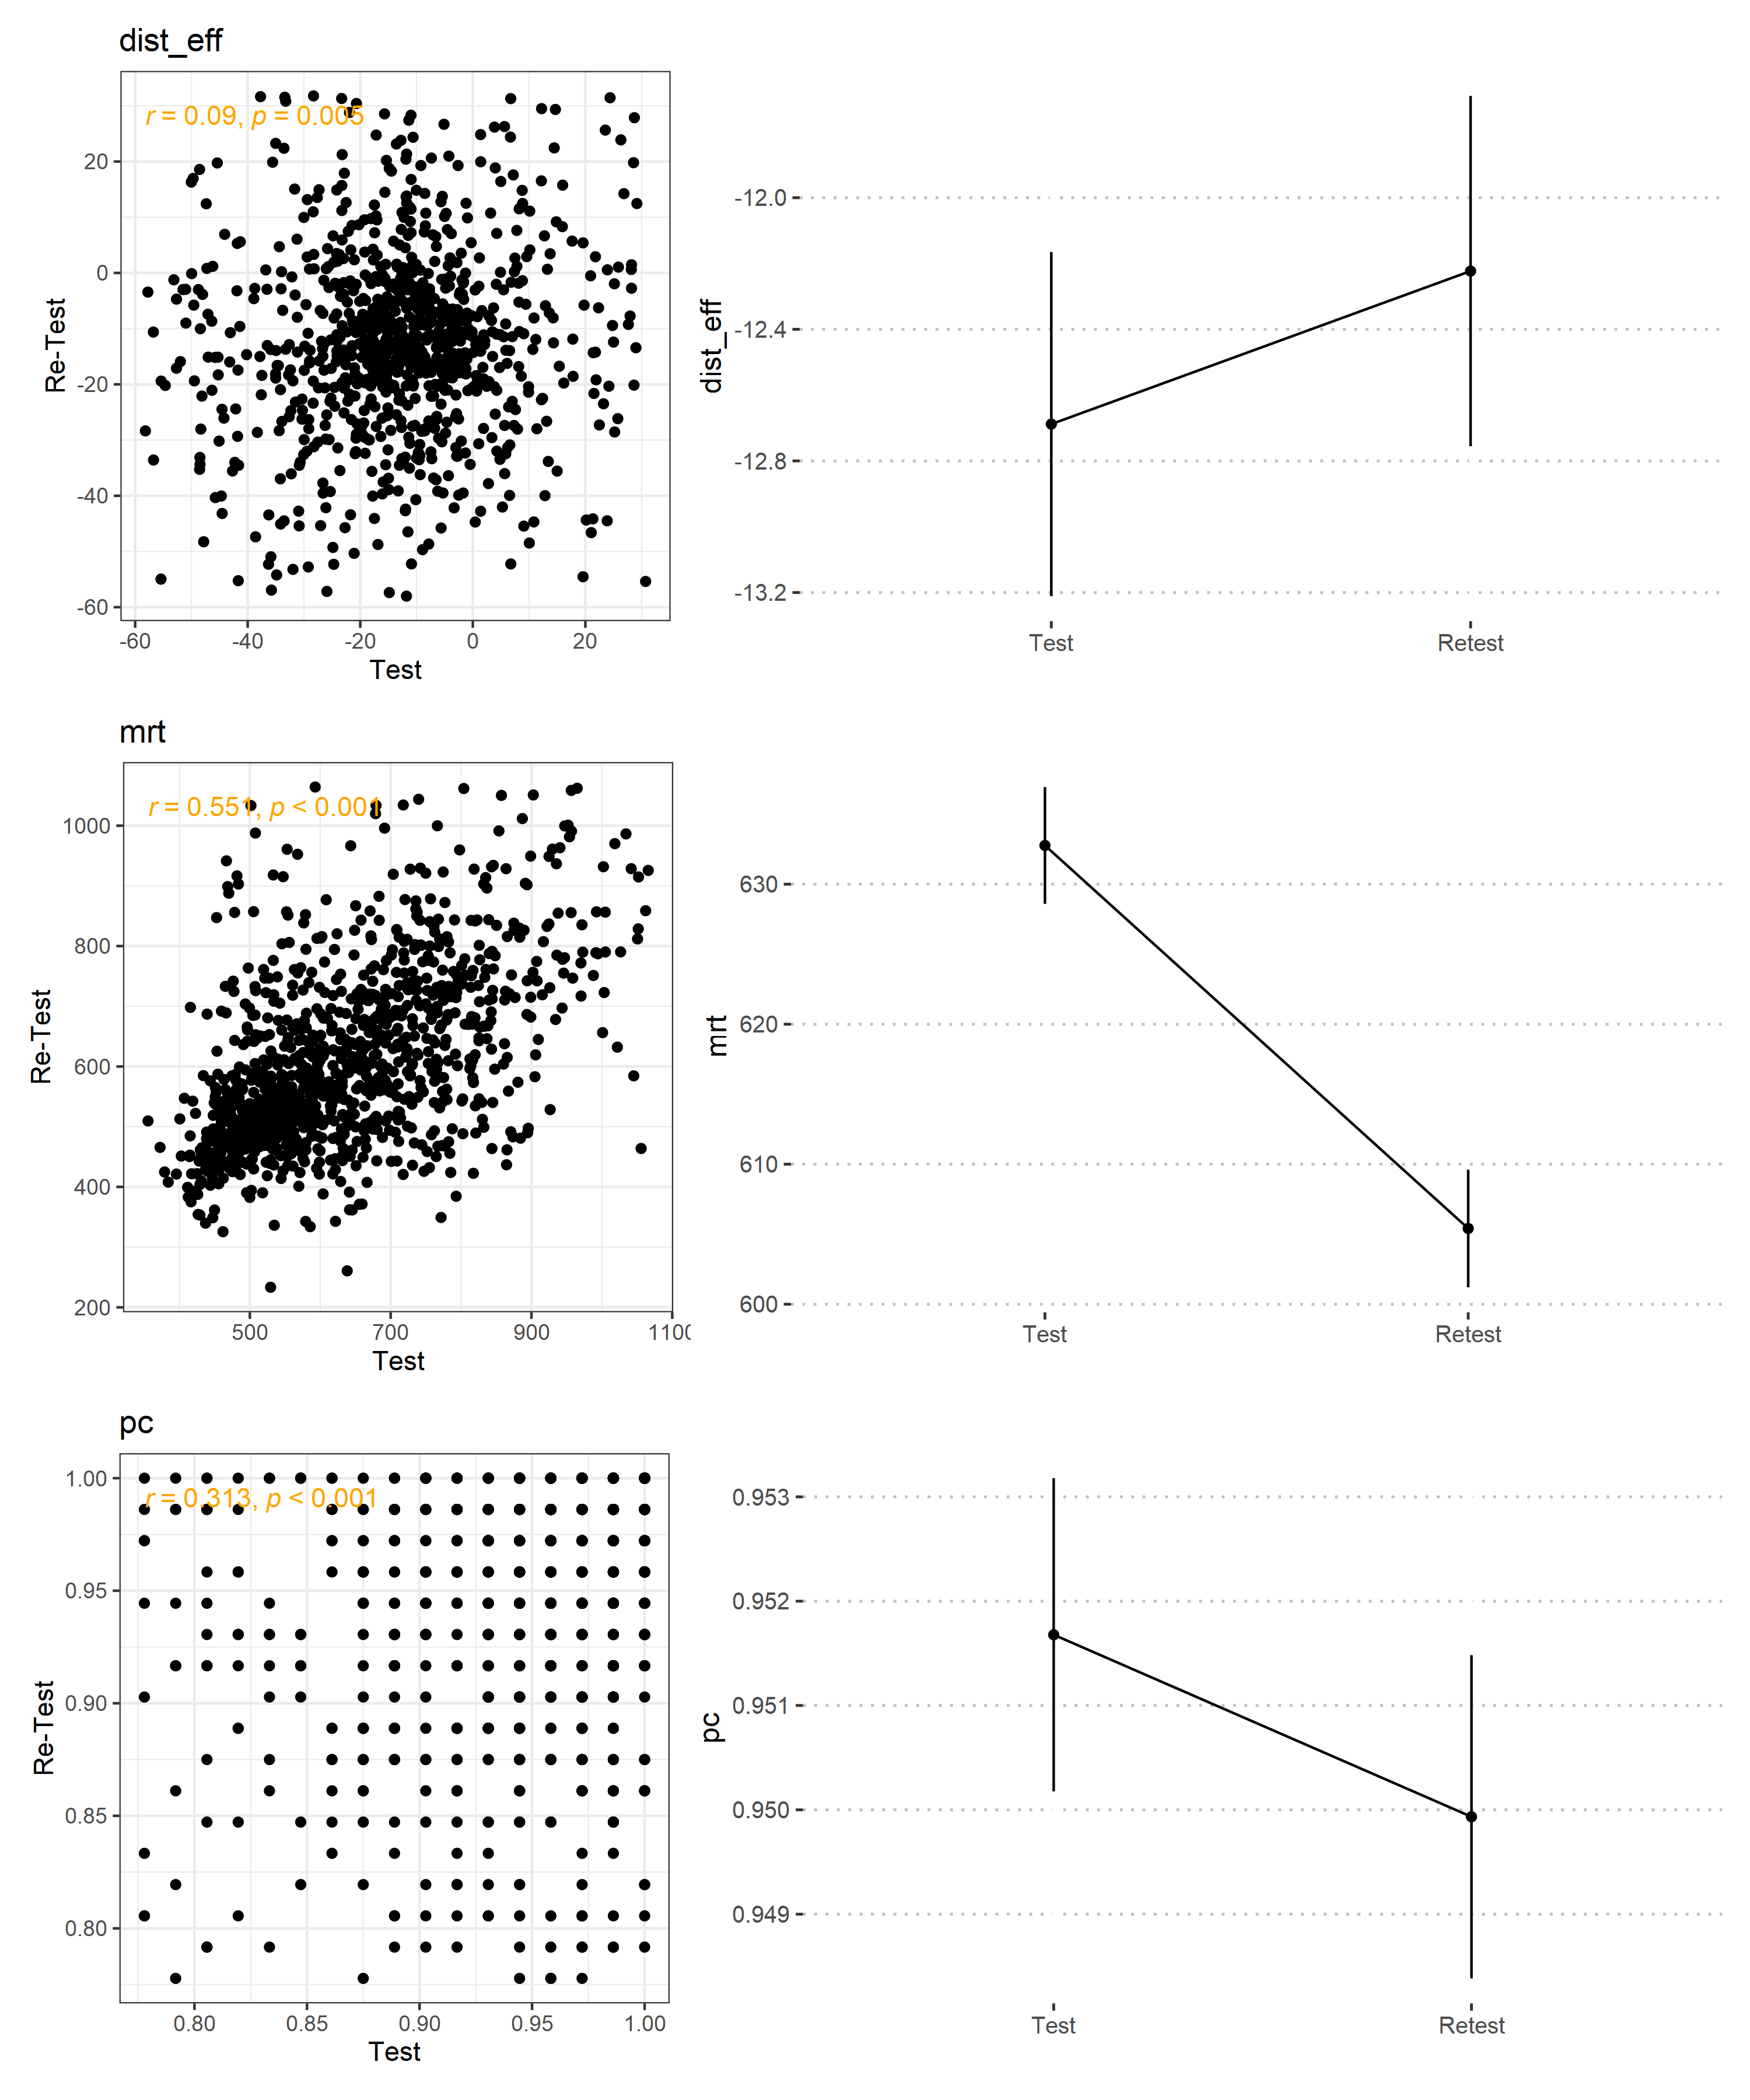 dist_eff
r = 0.09, p = 0.005
20
0
-20
-40
-60
-60 -40 -20 0 20
Test
Re-Test
-12.0
-12.4
-12.8
-13.2
Test Retest
dist_eff
mrt
r = 0.551, p < 0.001
1000
800
600
400
200
500 700 900 1100
Test
Re-Test
630
620
610
600
Test Retest
mrt
pc
r = 0.313, p < 0.001
1.00
0.95
0.90
0.85
0.80
0.80 0.85 0.90 0.95 1.00
Test
Re-Test
0.953
0.952
0.951
0.950
0.949
Test Retest
pc